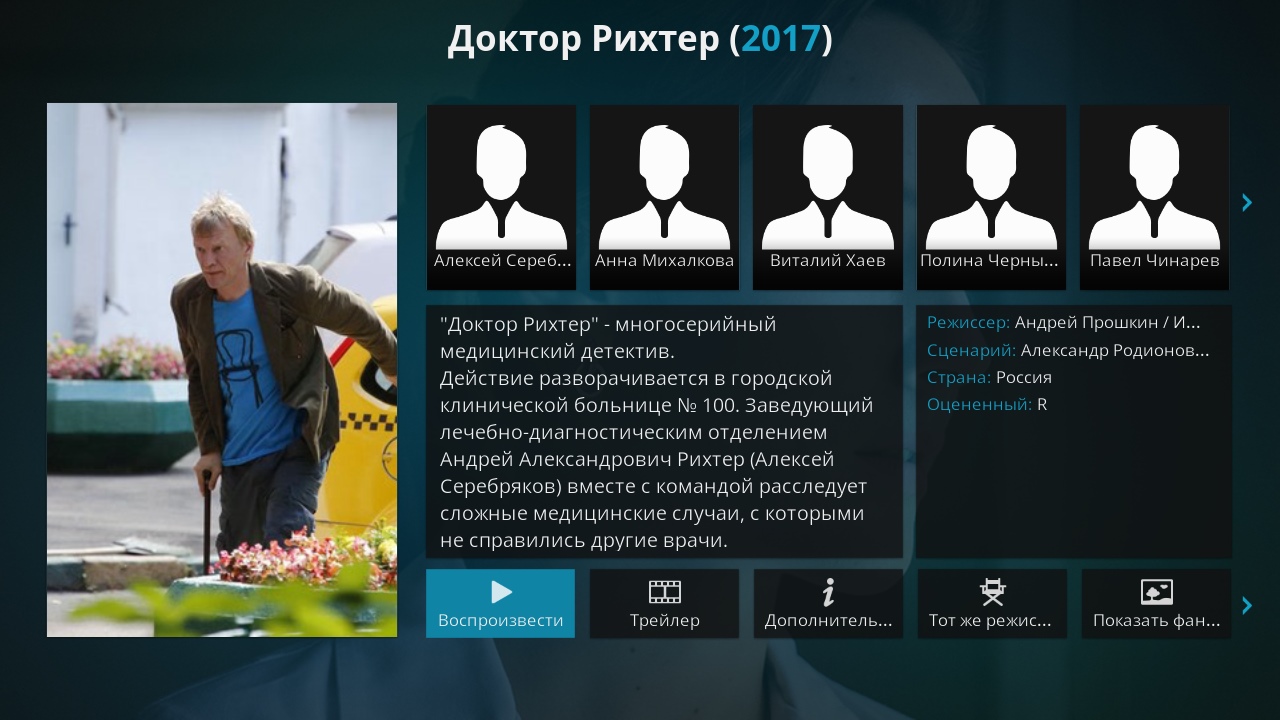 Доктор Рихтер (2017)
Алексей Сереб...
Анна Михалкова
Виталий Хаев
Полина Черны...
Павел Чинарев
"Доктор Рихтер" - многосерийный
медицинский детектив.
Действие разворачивается в городской
клинической больнице № 100. Заведующий
лечебно-диагностическим отделением
Андрей Александрович Рихтер (Алексей
Серебряков) вместе с командой расследует
сложные медицинские случаи, с которыми
не справились другие врачи.
Режиссер: Андрей Прошкин / И...
Сценарий: Александр Родионов...
Страна: Россия
Оцененный: R
Воспроизвести
Трейлер
Дополнитель...
Тот же режис...
Показать фан...